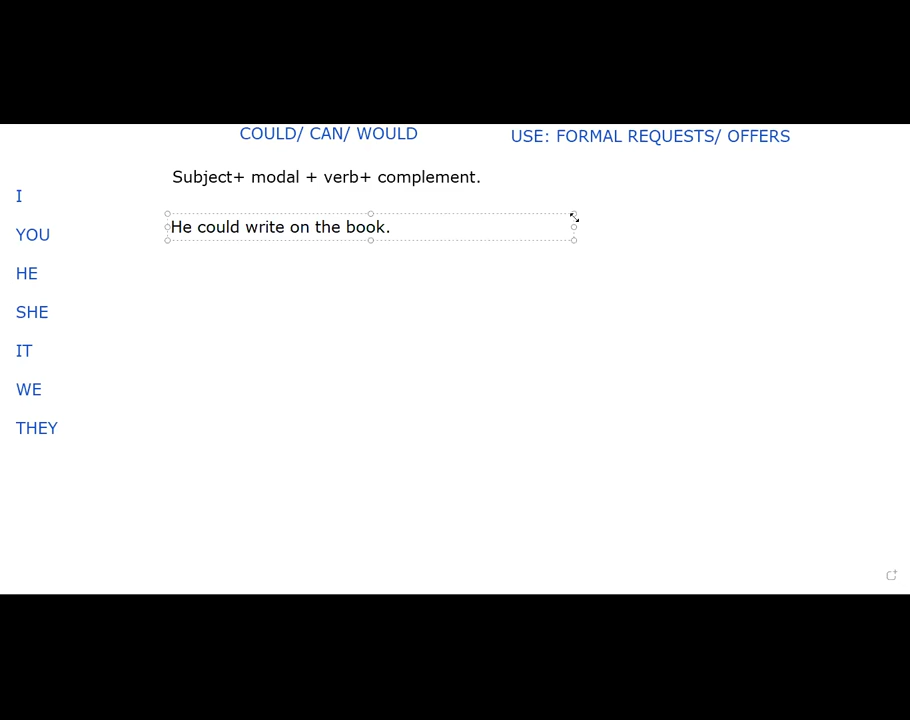 COULD/ CAN/ WOULD
USE: FORMAL REQUESTS/ OFFERS
Subject+ modal + verb+ complement.
I
He could write on the book.
YOU
HE
SHE
IT
WE
THEY